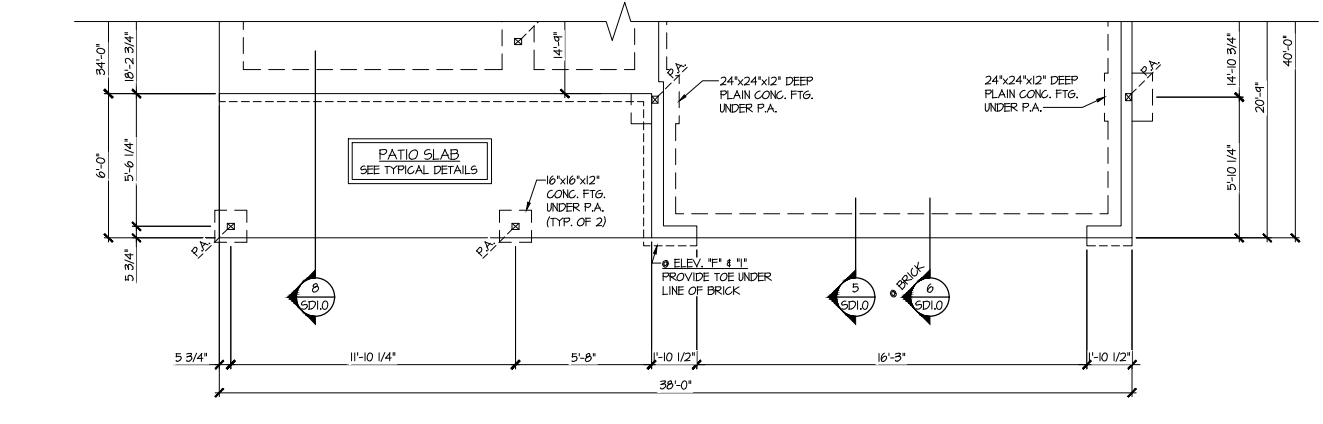 34'-0"
18'-2 3/4"
14'-9"
P.A.
24"x24"x12" DEEP
PLAIN CONC. FTG.
UNDER P.A.
24"x24"x12" DEEP
PLAIN CONC. FTG.
UNDER P.A.
P.A.
14'-10 3/4"
20'-9"
40'-0"
6'-0"
5'-6 1/4"
PATIO SLAB
SEE TYPICAL DETAILS
16"x16"x12"
CONC. FTG.
UNDER P.A.
(TYP. OF 2)
5'-10 1/4"
P.A.
P.A.
5 3/4"
@ ELEV. "F" & "I"
PROVIDE TOE UNDER
LINE OF BRICK
@ BRICK
8
SD1.0
5
SD1.0
6
SD1.0
5 3/4"
11'-10 1/4"
5'-8"
1'-10 1/2"
16'-3"
1'-10 1/2"
38'-0"